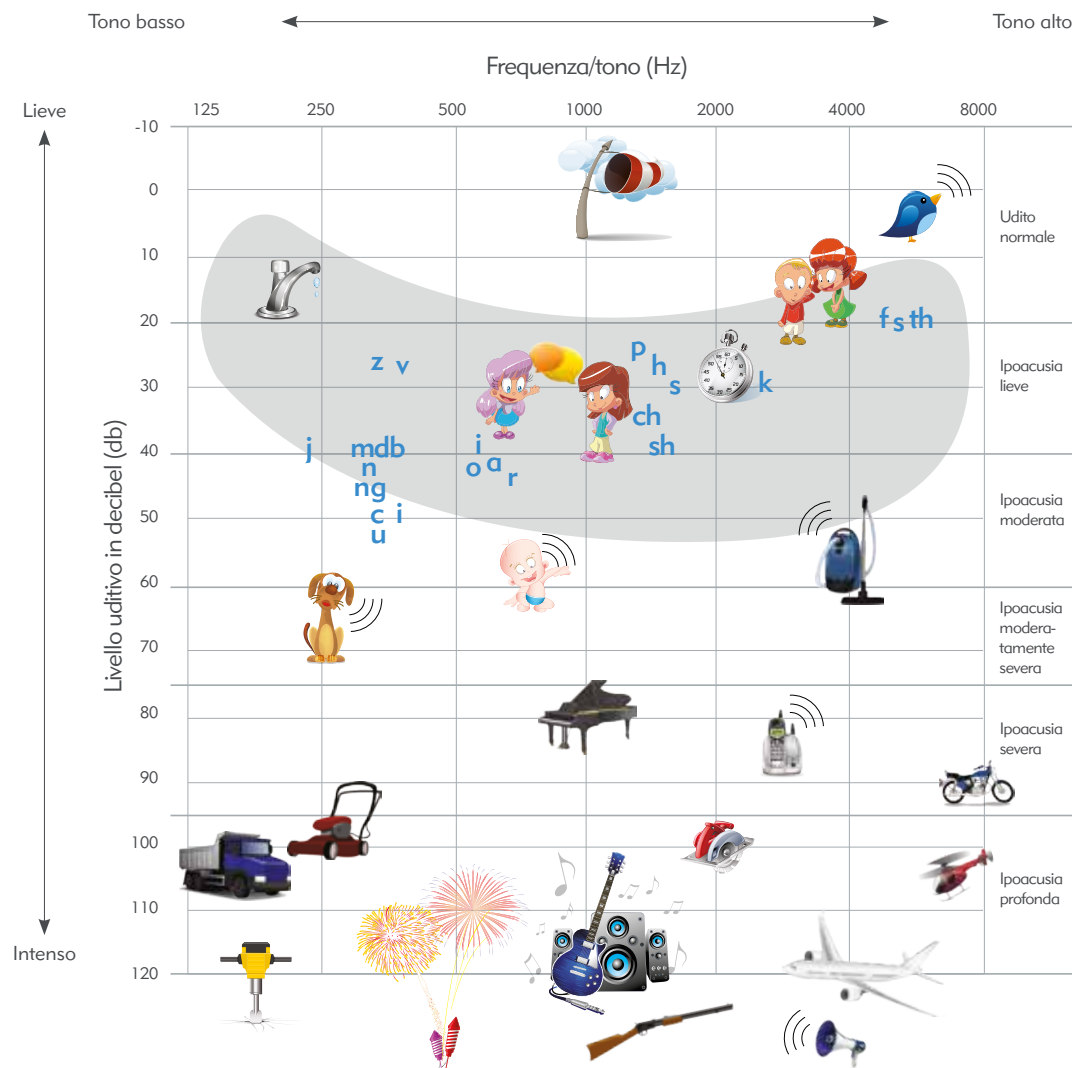 Tono basso
Tono alto
Frequenza/tono (Hz)
Lieve
125 250 500 1000 2000 4000 8000
-10
0
Udito
normale
10
20
f s th
p
z v
h
30
s
k
Ipoacusia
lieve
ch
j
mdb
i
sh
40
n
o a
r
ng
c i
50
u
Ipoacusia
moderata
60
Ipoacusia
modera-
tamente
severa
70
80
Ipoacusia
severa
90
100
Ipoacusia
profonda
110
120
Intenso
Livello uditivo in decibel (db)